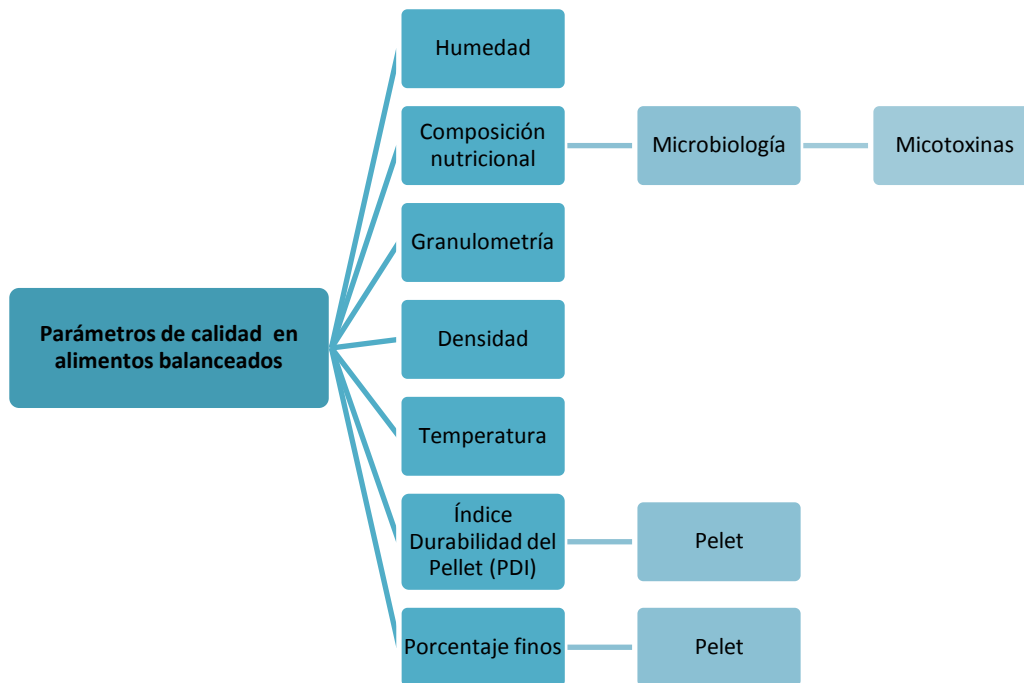 Humedad
Composición
nutricional
Microbiología
Micotoxinas
Granulometría
Parámetros de calidad en
alimentos balanceados
Densidad
Temperatura
Índice
Durabilidad del
Pellet (PDI)
Pelet
Porcentaje finos
Pelet